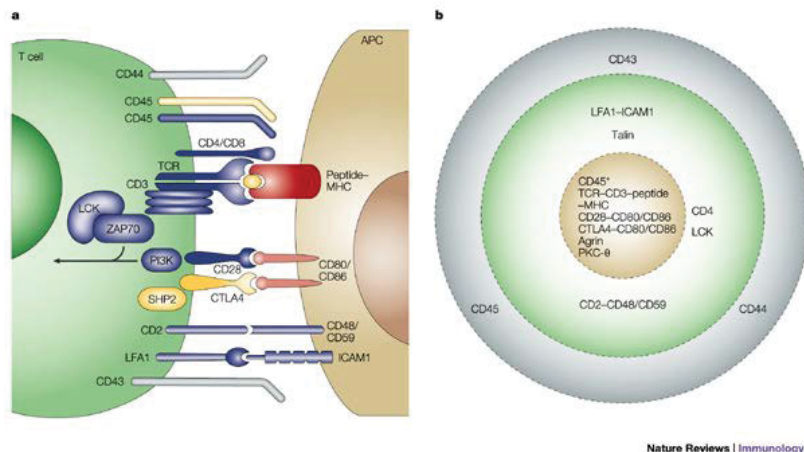 a
T cell
APC
CD44
CD45
CD45
CD4/CD8
TCR
CD3
Peptide–
MHC
LCK
ZAP70
PI3K
CD28
CD80/
CD86
SHP2
CTLA4
CD2
CD48/
CD59
LFA1
ICAM1
CD43
b
CD43
LFA1–ICAM1
Talin
CD45*
TCR–CD3–peptide
–MHC
CD28–CD80/CD86
CTLA4–CD80/CD86
Agrin
PKC-θ
CD4
LCK
CD2–CD48/CD59
CD45
CD44
Nature Reviews | Immunology